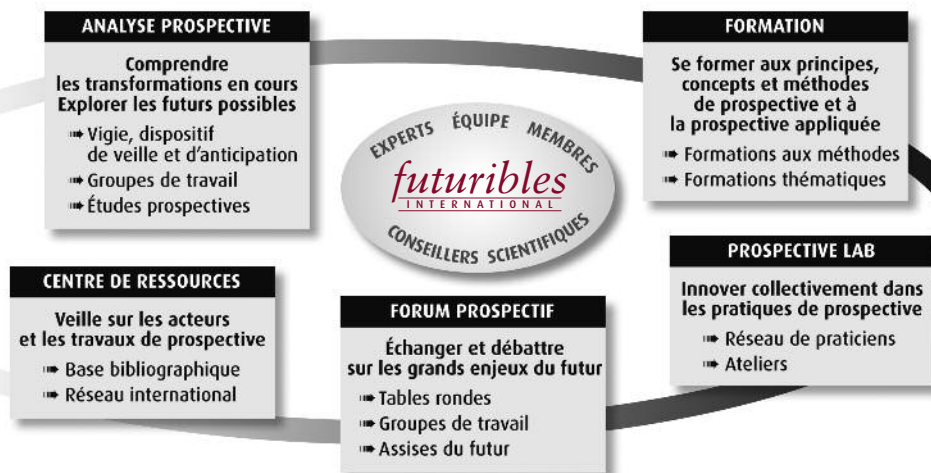 ANALYSE PROSPECTIVE
Comprendre
les transformations en cours
Explorer les futurs possibles
➠ Vigie, dispositif
de veille et d'anticipation
➠ Groupes de travail
➠ Études prospectives
FORMATION
Se former aux principes,
concepts et méthodes
de prospective et à
la prospective appliquée
➠ Formations aux méthodes
➠ Formations thématiques
EXPERTS ÉQUIPE MEMBRES
futuribles
INTERNATIONAL
CONSEILLERS SCIENTIFIQUES
CENTRE DE RESSOURCES
Veille sur les acteurs
et les travaux de prospective
➠ Base bibliographique
➠ Réseau international
FORUM PROSPECTIF
Échanger et débattre
sur les grands enjeux du futur
➠ Tables rondes
➠ Groupes de travail
➠ Assises du futur
PROSPECTIVE LAB
Innover collectivement dans
les pratiques de prospective
➠ Réseau de praticiens
➠ Ateliers